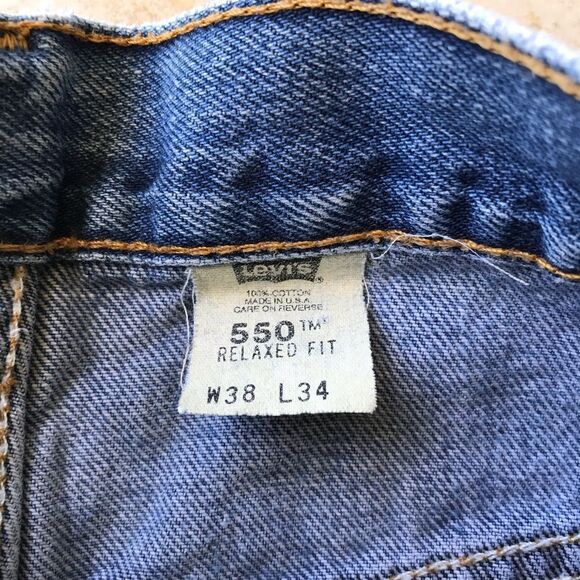 Levi's
100% COTTON
MADE IN U.S.A.
CARE ON REVERSE
550™
RELAXED FIT
W38 L34